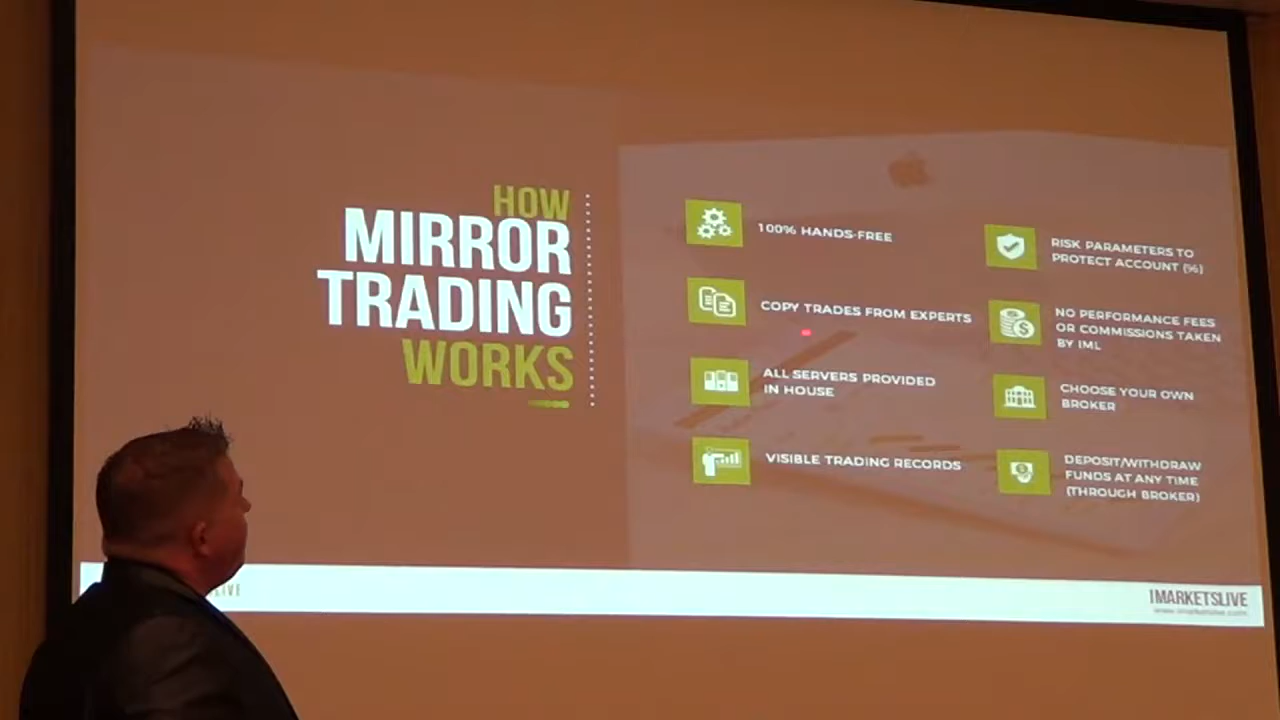 HOW
MIRROR
TRADING
WORKS
100% HANDS-FREE
COPY TRADES FROM EXPERTS
ALL SERVERS PROVIDED
IN HOUSE
VISIBLE TRADING RECORDS
RISK PARAMETERS TO
PROTECT ACCOUNT (%)
NO PERFORMANCE FEES
OR COMMISSIONS TAKEN
BY IML
CHOOSE YOUR OWN
BROKER
DEPOSIT/WITHDRAW
FUNDS AT ANY TIME
(THROUGH BROKER)
IMARKETSLIVE